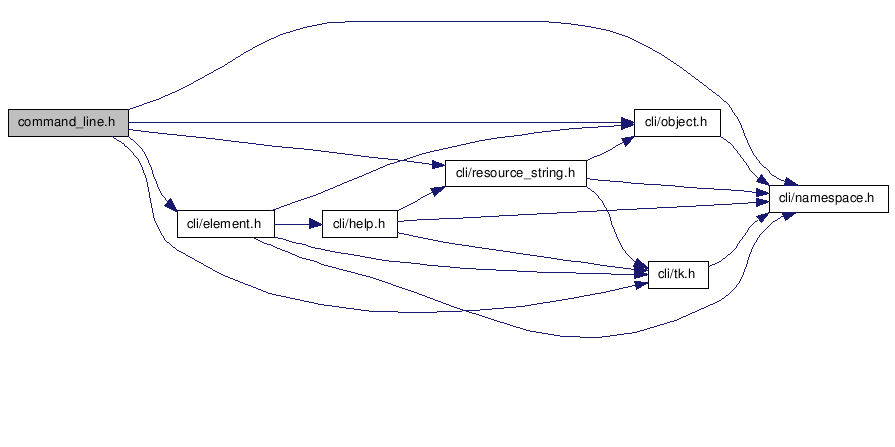 command_line.h
cli/object.h
cli/resource_string.h
cli/namespace.h
cli/element.h
cli/help.h
cli/tk.h